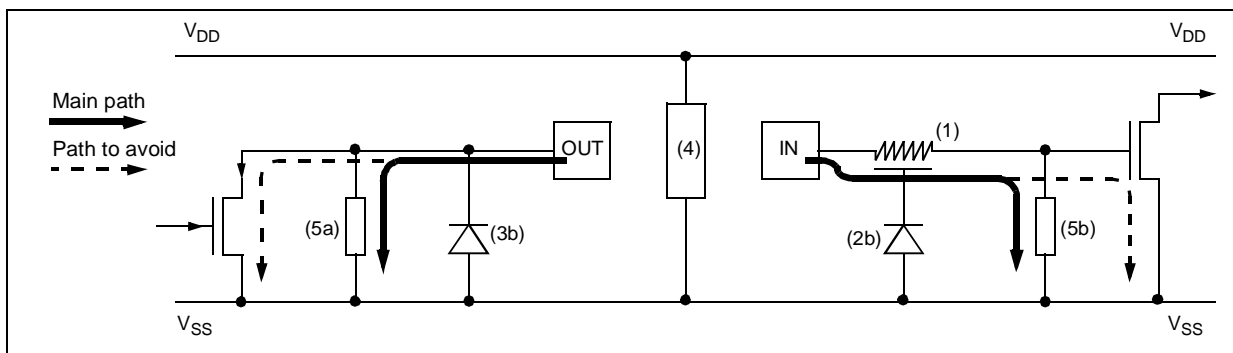 VDD
VDD
Main path
Path to avoid
OUT
(4)
IN
(1)
(5a)
(3b)
(2b)
(5b)
VSS
VSS